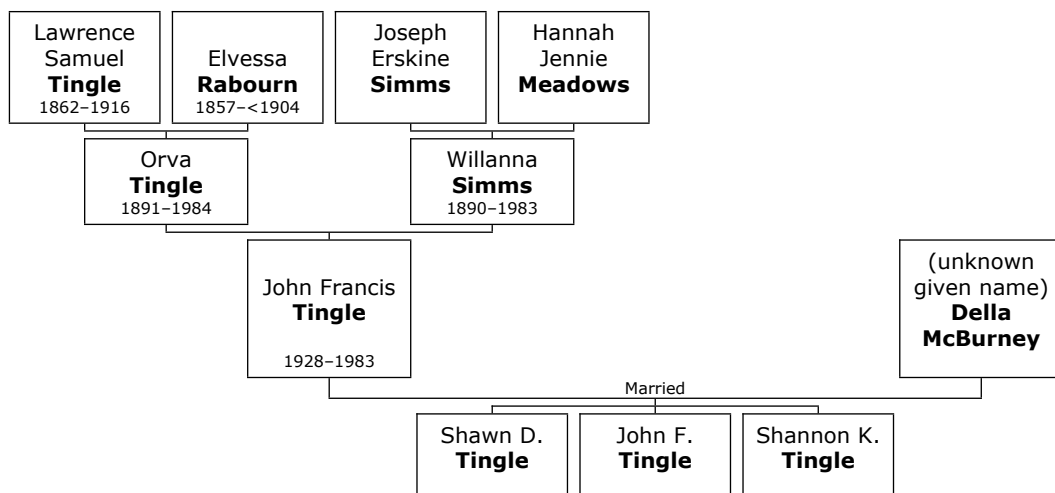 Lawrence
Samuel
Tingle
1862–1916
Elvessa
Rabourn
1857–<1904
Joseph
Erskine
Simms
Hannah
Jennie
Meadows
Orva
Tingle
1891–1984
Willanna
Simms
1890–1983
John Francis
Tingle
1928–1983
(unknown
given name)
Della
McBurney
Married
Shawn D.
Tingle
John F.
Tingle
Shannon K.
Tingle